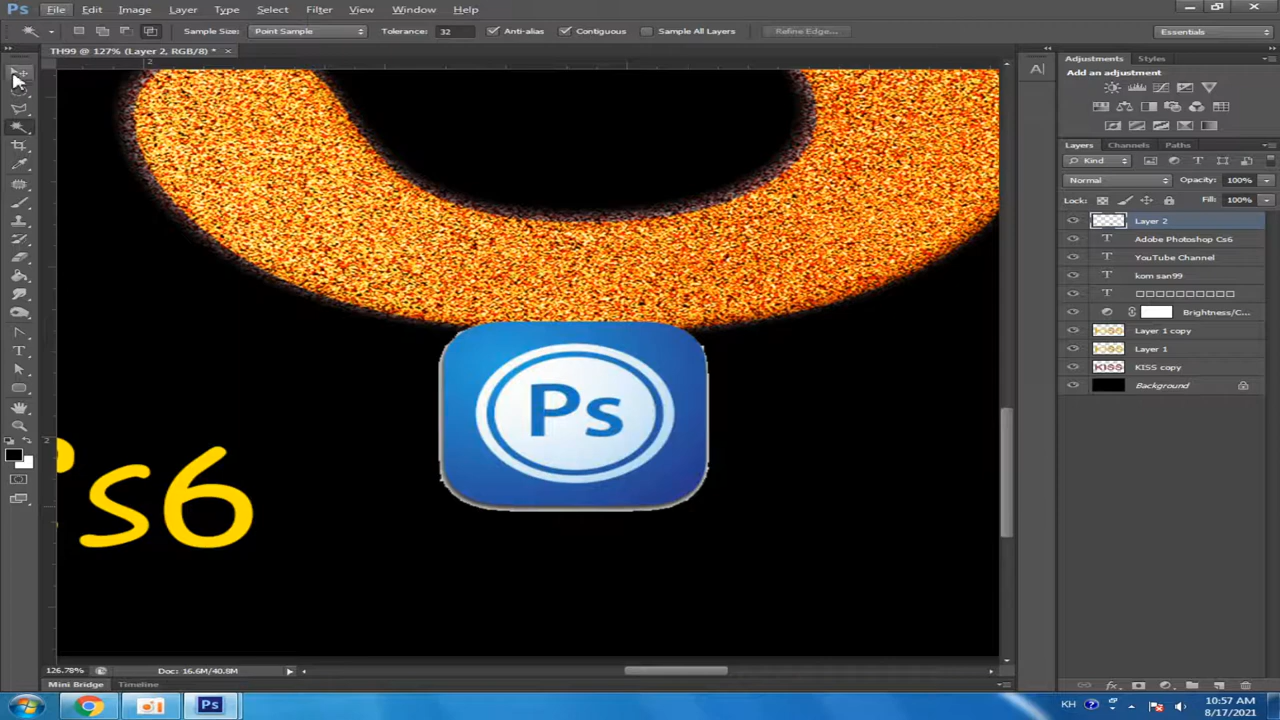 Ps File Edit Image Layer Type Select Filter View Window Help
Sample Size: Point Sample Tolerance: 32 Anti-alias Contiguous Sample All Layers Refine Edge... Essentials
TH99 @ 127% (Layer 2, RGB/8) * ×
Adjustments Styles
Add an adjustment
Layers Channels Paths
Kind
Normal Opacity: 100%
Lock: Fill: 100%
Layer 2
Adobe Photoshop Cs6
YouTube Channel
kom san99
Brightness/C...
Layer 1 copy
Layer 1
KISS copy
Background
Ps
Ps6
126.78% Doc: 16.6M/40.8M
Mini Bridge Timeline
Ps KH 10:57 AM
8/17/2021